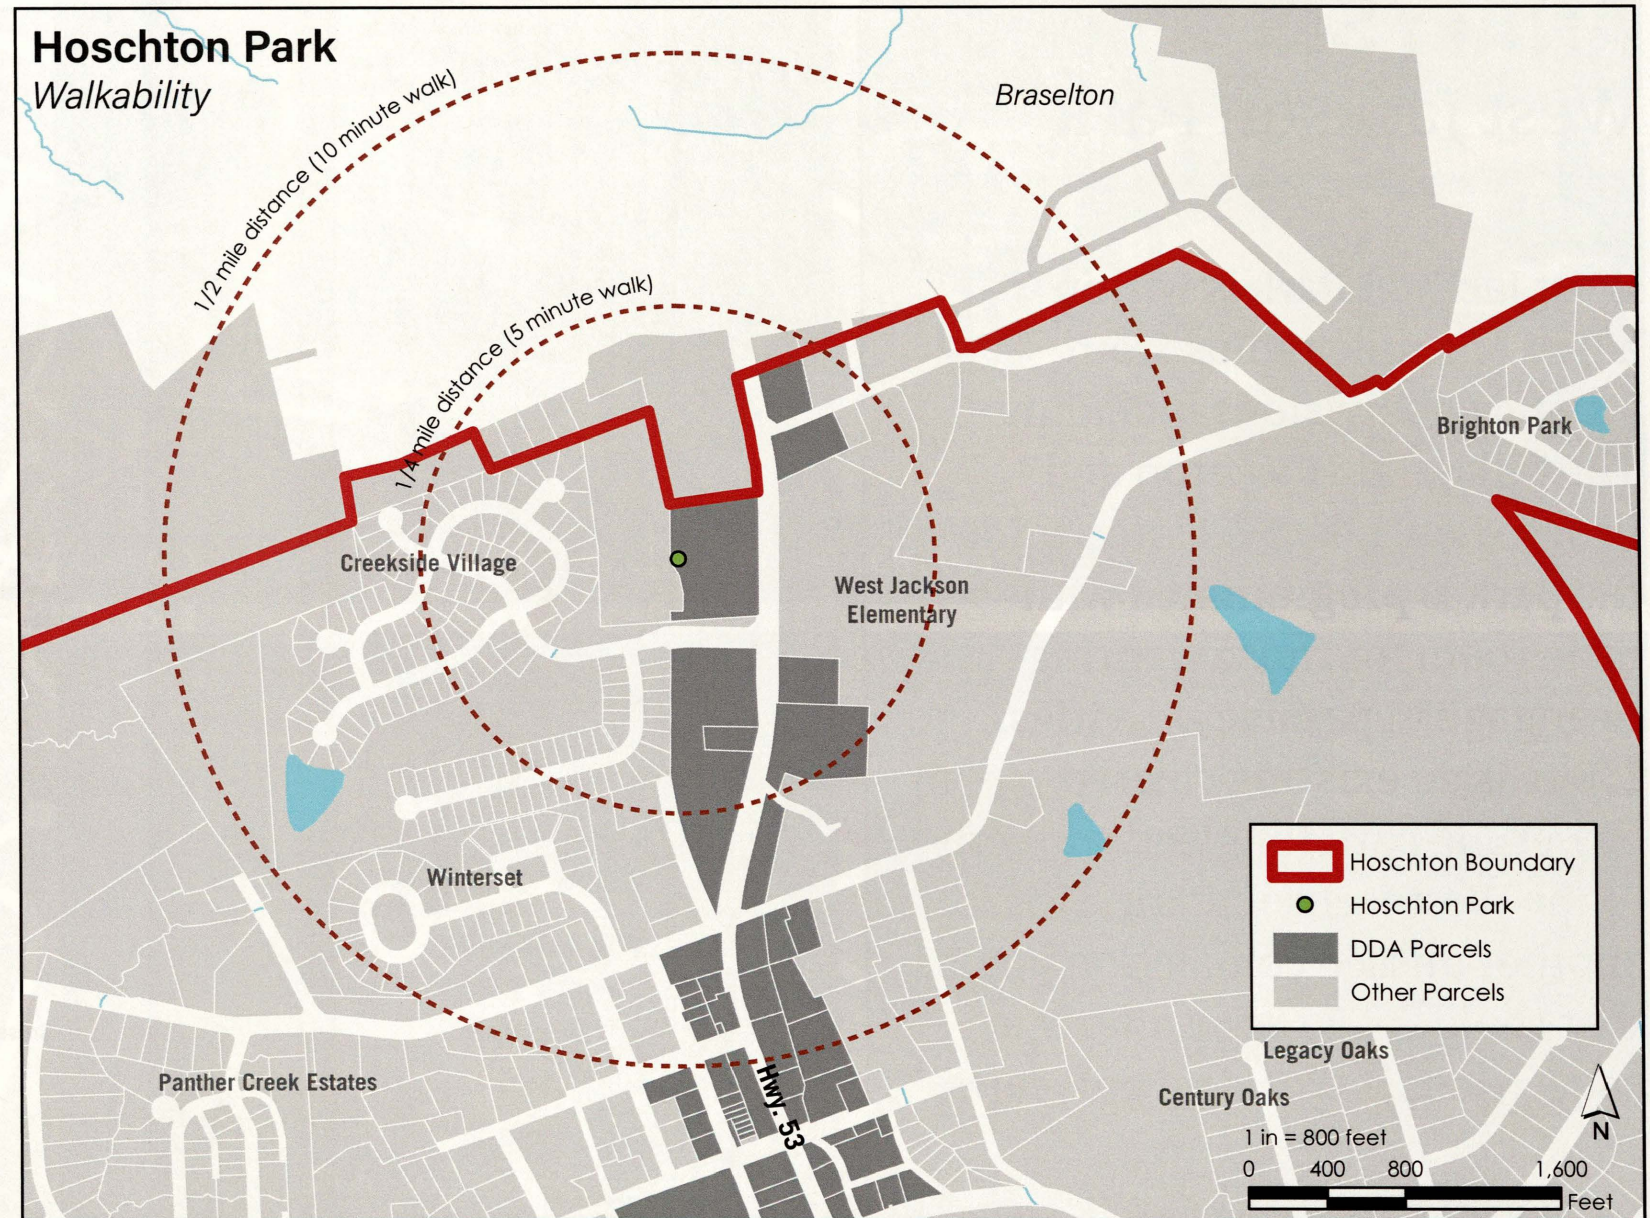 Hoschton Park
Walkability
1/2 mile distance (10 minute walk)
Braselton
1/4 mile distance (5 minute walk)
Brighton Park
Creekside Village
West Jackson
Elementary
Winterset
Hoschton Boundary
Hoschton Park
DDA Parcels
Other Parcels
Panther Creek Estates
Hwy. 53
Legacy Oaks
Century Oaks
N
1 in = 800 feet
0 400 800 1,600
Feet